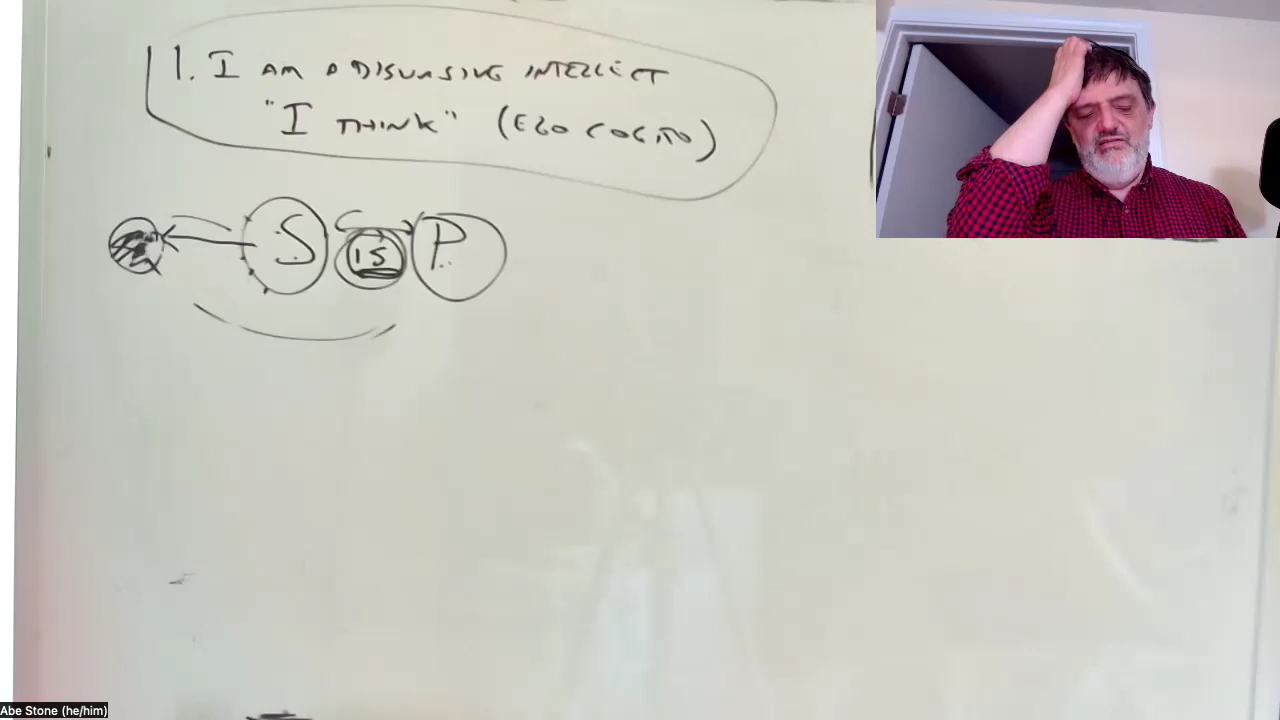 1. I AM A DISCURSIVE INTELLECT
"I THINK" (EGO COGITO)
S is P
Abe Stone (he/him)